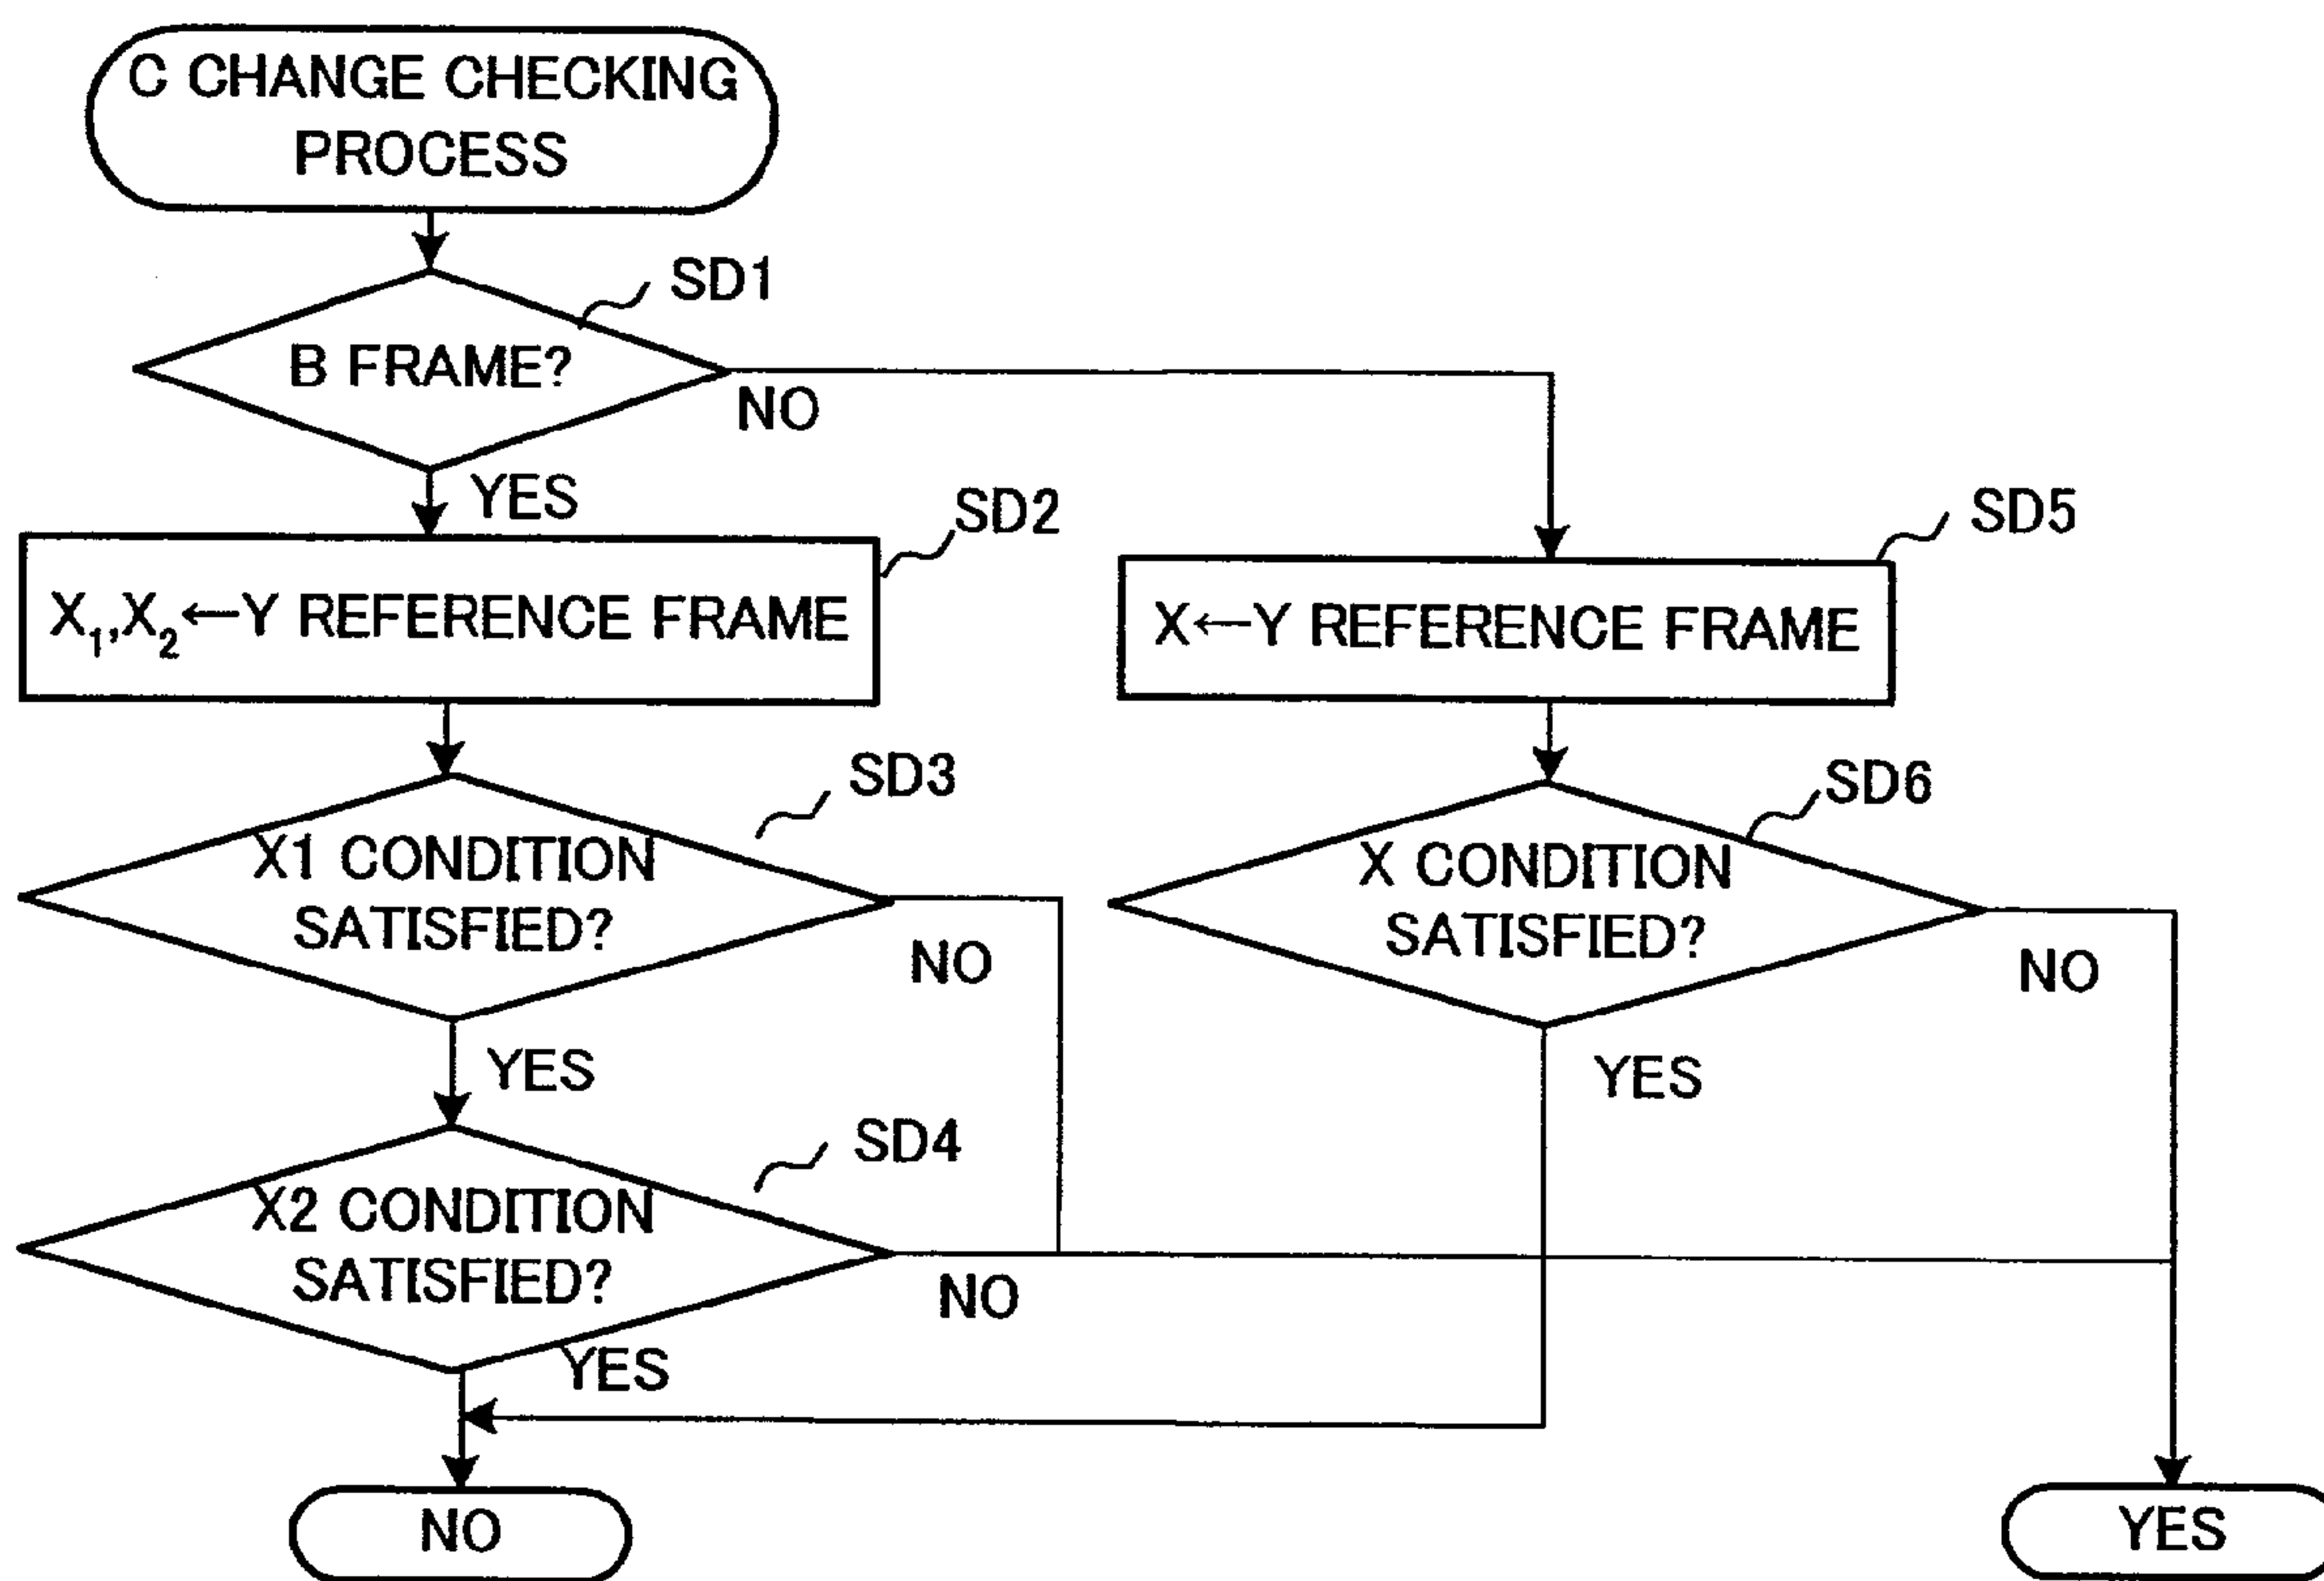 C CHANGE CHECKING
PROCESS
SD1
B FRAME?
NO
YES
SD2
X₁,X₂←Y REFERENCE FRAME
SD5
X←Y REFERENCE FRAME
SD3
X1 CONDITION
SATISFIED?
NO
YES
SD6
X CONDITION
SATISFIED?
NO
YES
SD4
X2 CONDITION
SATISFIED?
NO
YES
NO
YES